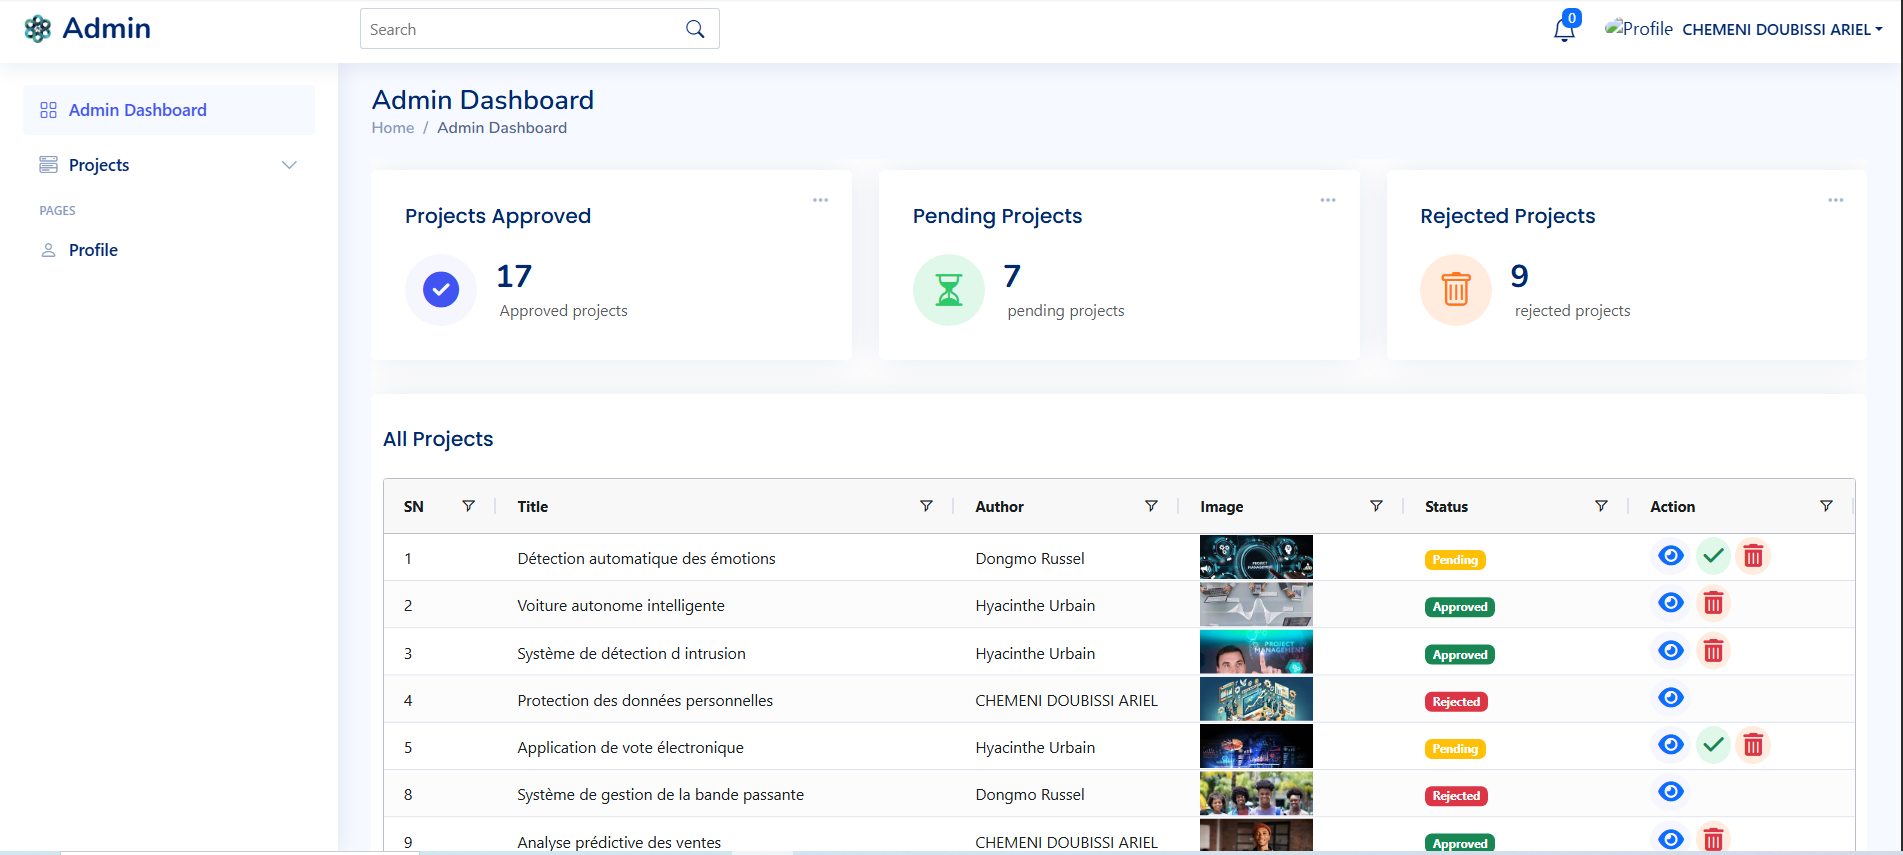 Admin
Search
0
Profile CHEMENI DOUBISSI ARIEL
Admin Dashboard
Projects
PAGES
Profile
Admin Dashboard
Home / Admin Dashboard
Projects Approved
17
Approved projects
Pending Projects
7
pending projects
Rejected Projects
9
rejected projects
All Projects
SN Title Author Image Status Action
1 Détection automatique des émotions Dongmo Russel PROJECT MANAGEMENT Pending
2 Voiture autonome intelligente Hyacinthe Urbain Approved
3 Système de détection d intrusion Hyacinthe Urbain PROJECT MANAGEMENT Approved
4 Protection des données personnelles CHEMENI DOUBISSI ARIEL Rejected
5 Application de vote électronique Hyacinthe Urbain Pending
8 Système de gestion de la bande passante Dongmo Russel Rejected
9 Analyse prédictive des ventes CHEMENI DOUBISSI ARIEL Approved